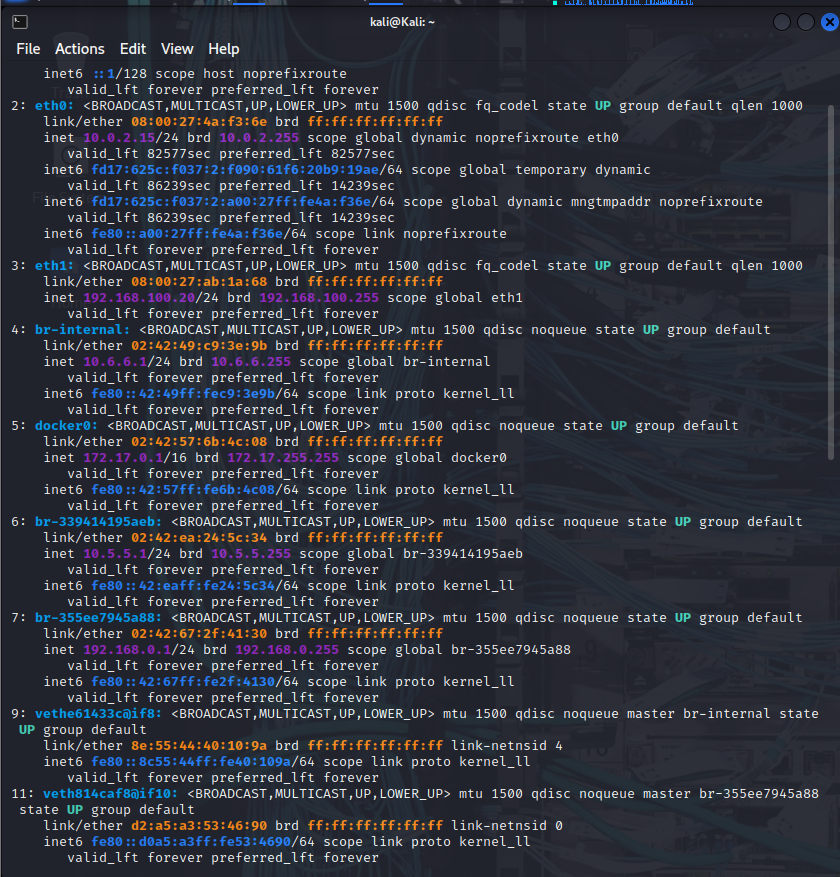 kali@Kali: ~
File Actions Edit View Help
inet6 ::1/128 scope host noprefixroute
valid_lft forever preferred_lft forever
2: eth0: <BROADCAST,MULTICAST,UP,LOWER_UP> mtu 1500 qdisc fq_codel state UP group default qlen 1000
link/ether 08:00:27:4a:f3:6e brd ff:ff:ff:ff:ff:ff
inet 10.0.2.15/24 brd 10.0.2.255 scope global dynamic noprefixroute eth0
valid_lft 82577sec preferred_lft 82577sec
inet6 fd17:625c:f037:2:f090:61f6:20b9:19ae/64 scope global temporary dynamic
valid_lft 86239sec preferred_lft 14239sec
inet6 fd17:625c:f037:2:a00:27ff:fe4a:f36e/64 scope global dynamic mngtmpaddr noprefixroute
valid_lft 86239sec preferred_lft 14239sec
inet6 fe80::a00:27ff:fe4a:f36e/64 scope link noprefixroute
valid_lft forever preferred_lft forever
3: eth1: <BROADCAST,MULTICAST,UP,LOWER_UP> mtu 1500 qdisc fq_codel state UP group default qlen 1000
link/ether 08:00:27:ab:1a:68 brd ff:ff:ff:ff:ff:ff
inet 192.168.100.20/24 brd 192.168.100.255 scope global eth1
valid_lft forever preferred_lft forever
4: br-internal: <BROADCAST,MULTICAST,UP,LOWER_UP> mtu 1500 qdisc noqueue state UP group default
link/ether 02:42:49:c9:3e:9b brd ff:ff:ff:ff:ff:ff
inet 10.6.6.1/24 brd 10.6.6.255 scope global br-internal
valid_lft forever preferred_lft forever
inet6 fe80::42:49ff:fec9:3e9b/64 scope link proto kernel_ll
valid_lft forever preferred_lft forever
5: docker0: <BROADCAST,MULTICAST,UP,LOWER_UP> mtu 1500 qdisc noqueue state UP group default
link/ether 02:42:57:6b:4c:08 brd ff:ff:ff:ff:ff:ff
inet 172.17.0.1/16 brd 172.17.255.255 scope global docker0
valid_lft forever preferred_lft forever
inet6 fe80::42:57ff:fe6b:4c08/64 scope link proto kernel_ll
valid_lft forever preferred_lft forever
6: br-339414195aeb: <BROADCAST,MULTICAST,UP,LOWER_UP> mtu 1500 qdisc noqueue state UP group default
link/ether 02:42:ea:24:5c:34 brd ff:ff:ff:ff:ff:ff
inet 10.5.5.1/24 brd 10.5.5.255 scope global br-339414195aeb
valid_lft forever preferred_lft forever
inet6 fe80::42:eaff:fe24:5c34/64 scope link proto kernel_ll
valid_lft forever preferred_lft forever
7: br-355ee7945a88: <BROADCAST,MULTICAST,UP,LOWER_UP> mtu 1500 qdisc noqueue state UP group default
link/ether 02:42:67:2f:41:30 brd ff:ff:ff:ff:ff:ff
inet 192.168.0.1/24 brd 192.168.0.255 scope global br-355ee7945a88
valid_lft forever preferred_lft forever
inet6 fe80::42:67ff:fe2f:4130/64 scope link proto kernel_ll
valid_lft forever preferred_lft forever
9: vethe61433c@if8: <BROADCAST,MULTICAST,UP,LOWER_UP> mtu 1500 qdisc noqueue master br-internal state
UP group default
link/ether 8e:55:44:40:10:9a brd ff:ff:ff:ff:ff:ff link-netnsid 4
inet6 fe80::8c55:44ff:fe40:109a/64 scope link proto kernel_ll
valid_lft forever preferred_lft forever
11: veth814caf8@if10: <BROADCAST,MULTICAST,UP,LOWER_UP> mtu 1500 qdisc noqueue master br-355ee7945a88
state UP group default
link/ether d2:a5:a3:53:46:90 brd ff:ff:ff:ff:ff:ff link-netnsid 0
inet6 fe80::d0a5:a3ff:fe53:4690/64 scope link proto kernel_ll
valid_lft forever preferred_lft forever